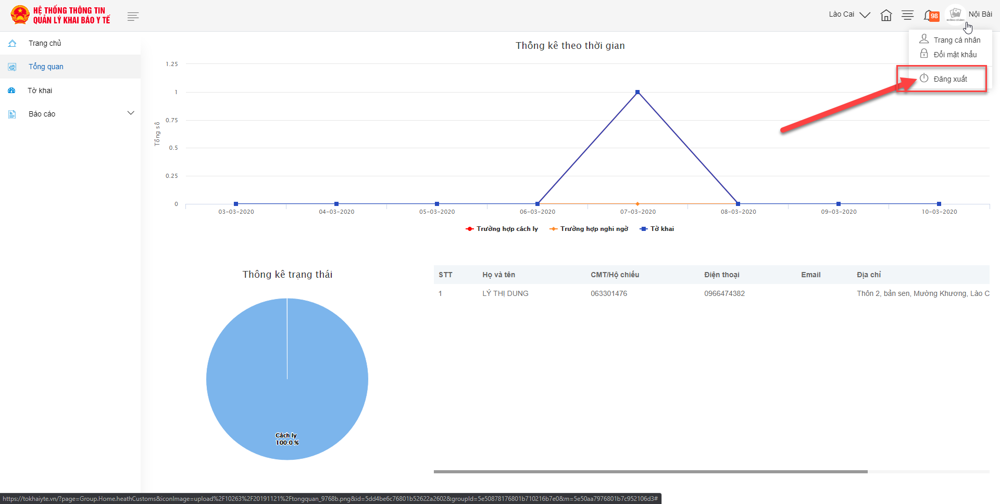 HỆ THỐNG THÔNG TIN
QUẢN LÝ KHAI BÁO Y TẾ
Lào Cai
98
KHÔNG CÓ ẢNH
Nội Bài
Trang cá nhân
Đổi mật khẩu
Đăng xuất
Trang chủ
Tổng quan
Tờ khai
Báo cáo
Thống kê theo thời gian
Tổng số
1.25
1
0.75
0.5
0.25
0
03-03-2020 04-03-2020 05-03-2020 06-03-2020 07-03-2020 08-03-2020 09-03-2020 10-03-2020
Trường hợp cách ly Trường hợp nghi ngờ Tờ khai
Thông kê trạng thái
Cách ly
100.0 %
STT Họ và tên CMT/Hộ chiếu Điện thoại Email Địa chỉ
1 LÝ THỊ DUNG 063301476 0966474382 Thôn 2, bản sen, Mường Khương, Lào C
https://tokhaiyte.vn/?page=Group.Home.heathCustoms&iconImage=upload%2F10263%2F20191121%2Ftongquan_9768b.png&id=5dd4be6c76801b52622a2602&groupId=5e50878176801b710216b7e0&m=5e50aa7976801b7c952106d3#